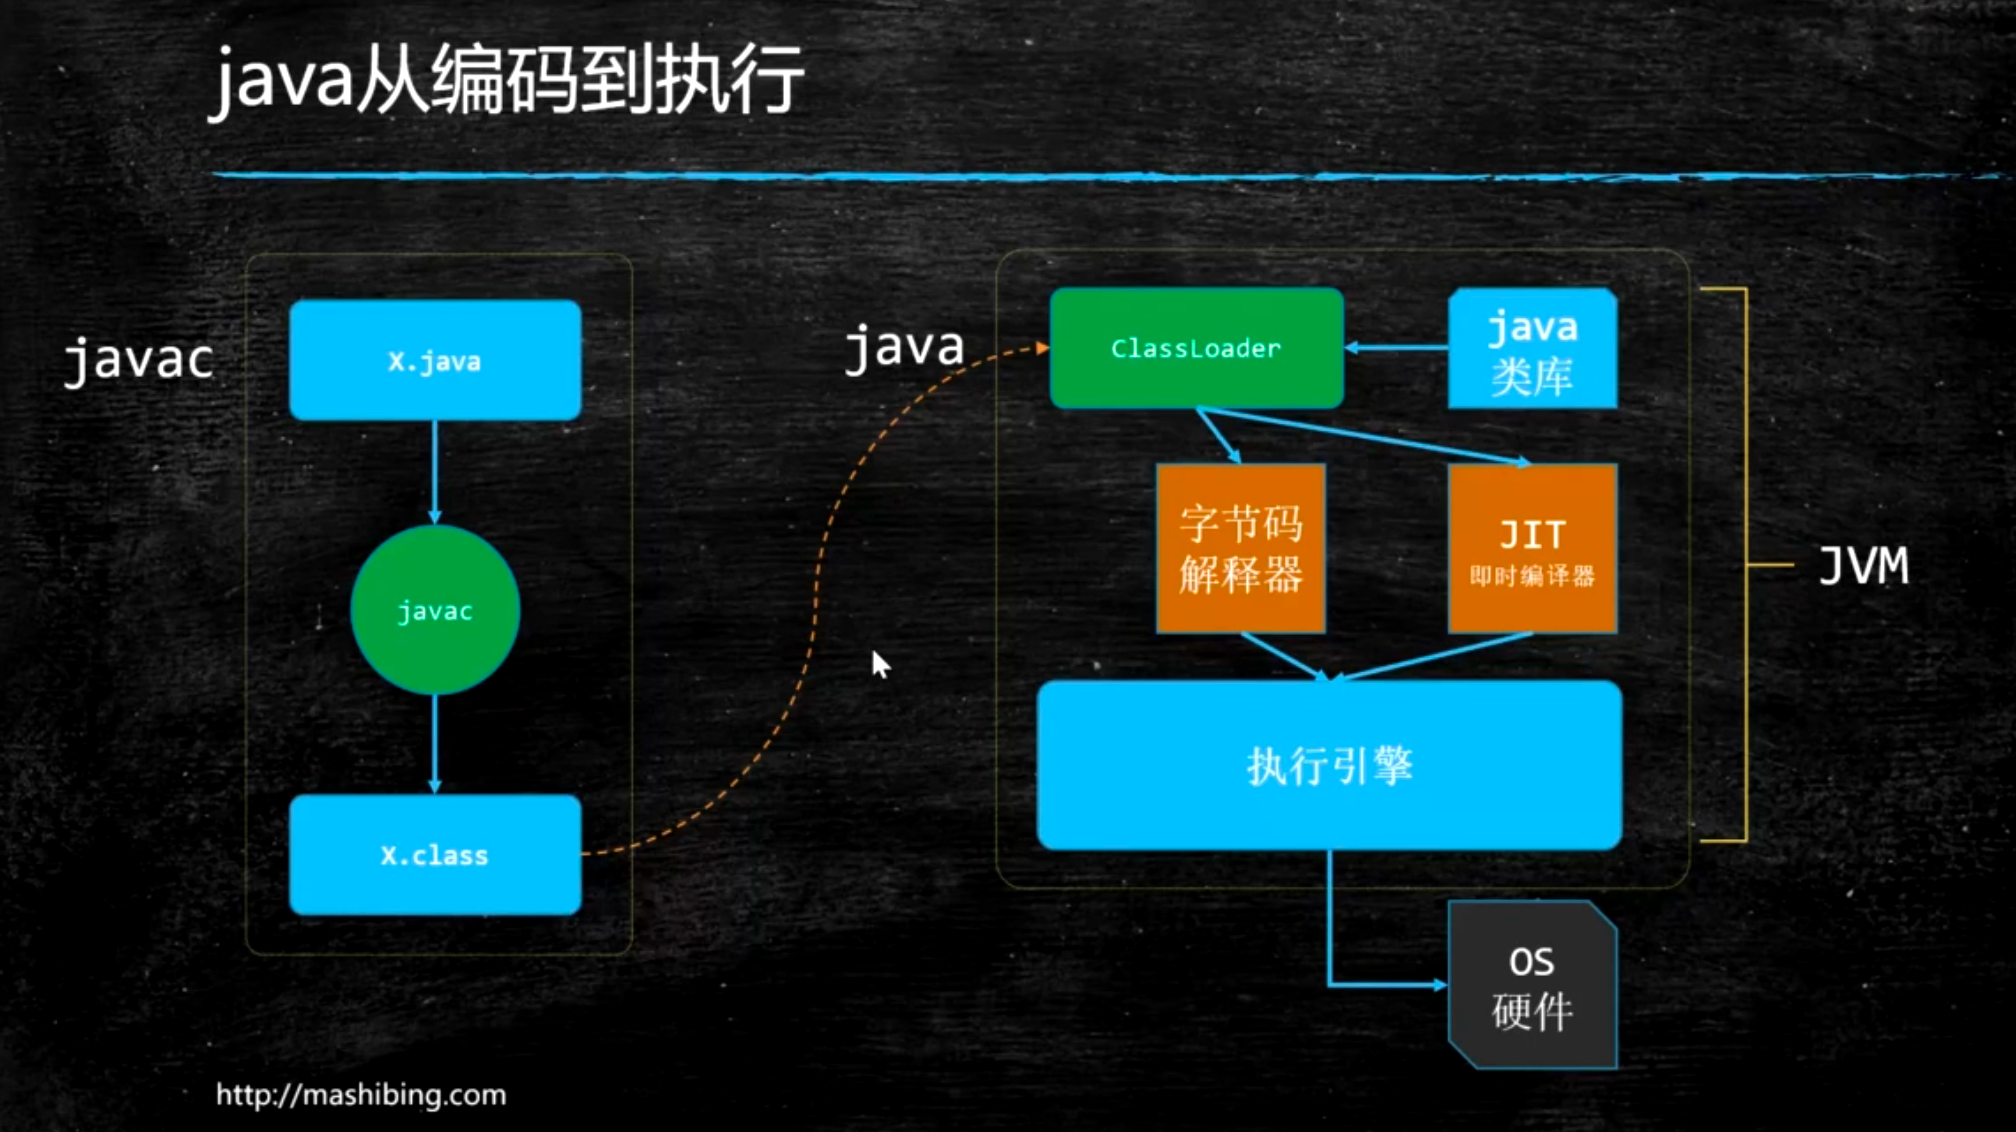 java从编码到执行
javac
X.java
javac
X.class
java
ClassLoader
java
类库
字节码
解释器
JIT
即时编译器
执行引擎
JVM
OS
硬件
http://mashibing.com